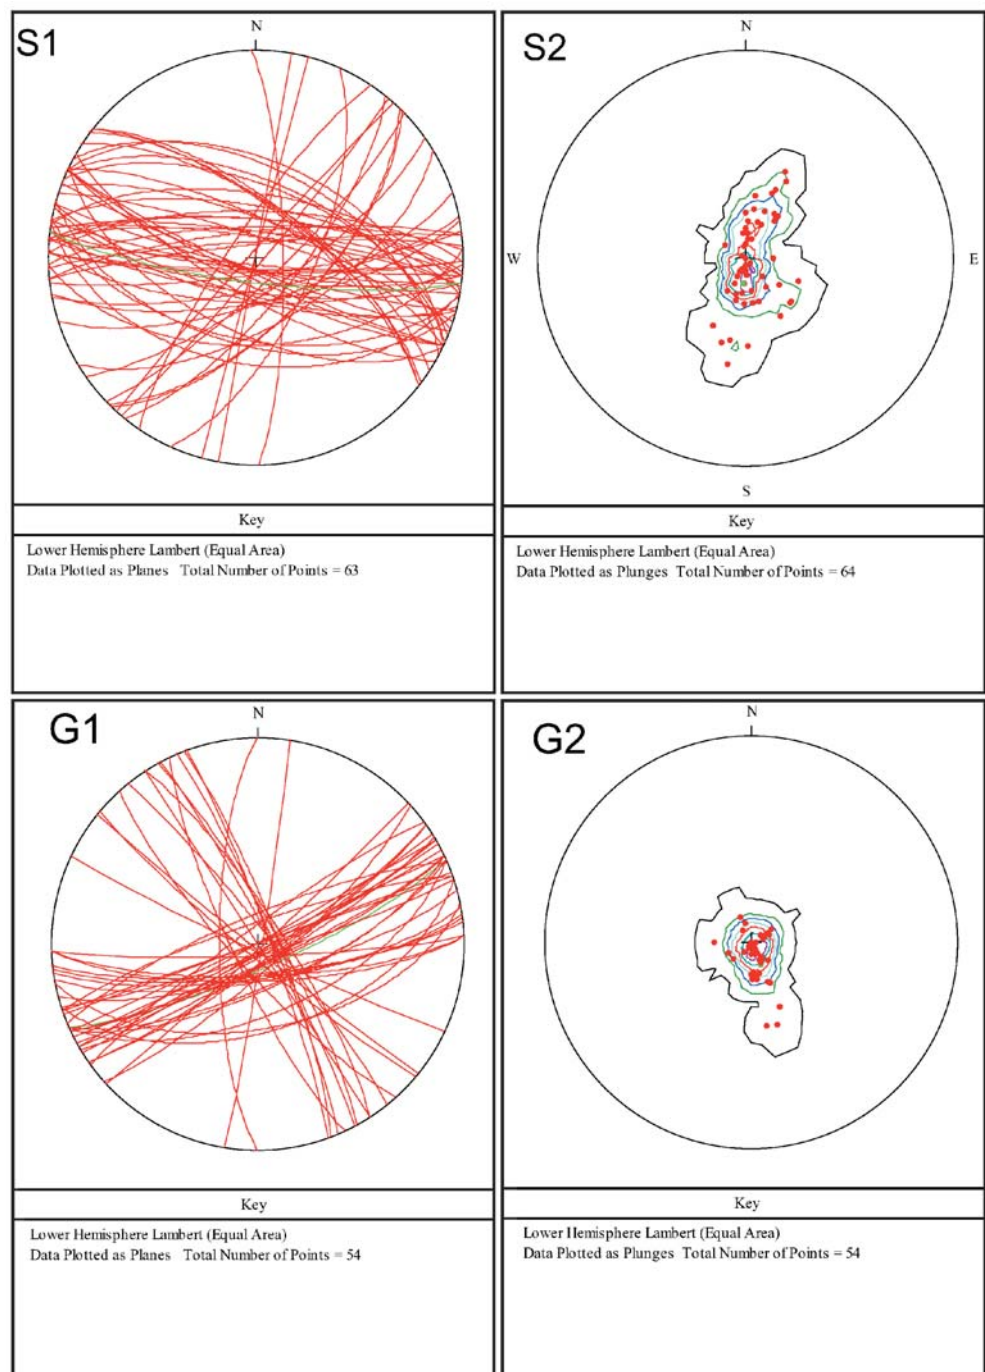 S1
N
S2
N
W
E
S
Key
Lower Hemisphere Lambert (Equal Area)
Data Plotted as Planes Total Number of Points = 63
Key
Lower Hemisphere Lambert (Equal Area)
Data Plotted as Plunges Total Number of Points = 64
G1
N
G2
N
Key
Lower Hemisphere Lambert (Equal Area)
Data Plotted as Planes Total Number of Points = 54
Key
Lower Hemisphere Lambert (Equal Area)
Data Plotted as Plunges Total Number of Points = 54